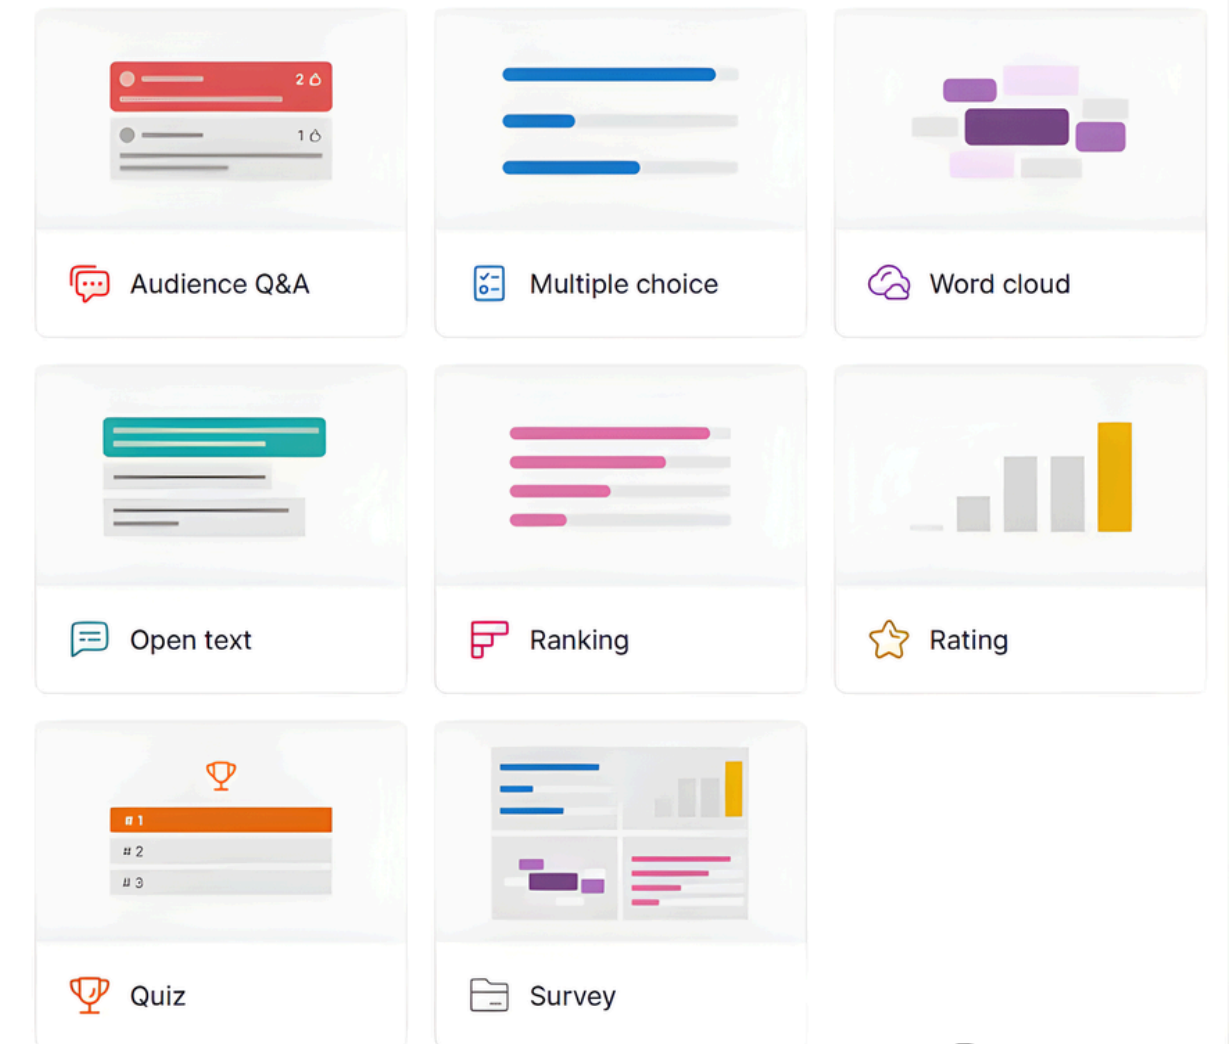 2
1
Audience Q&A
Multiple choice
Word cloud
Open text
Ranking
Rating
# 1
# 2
# 3
Quiz
Survey